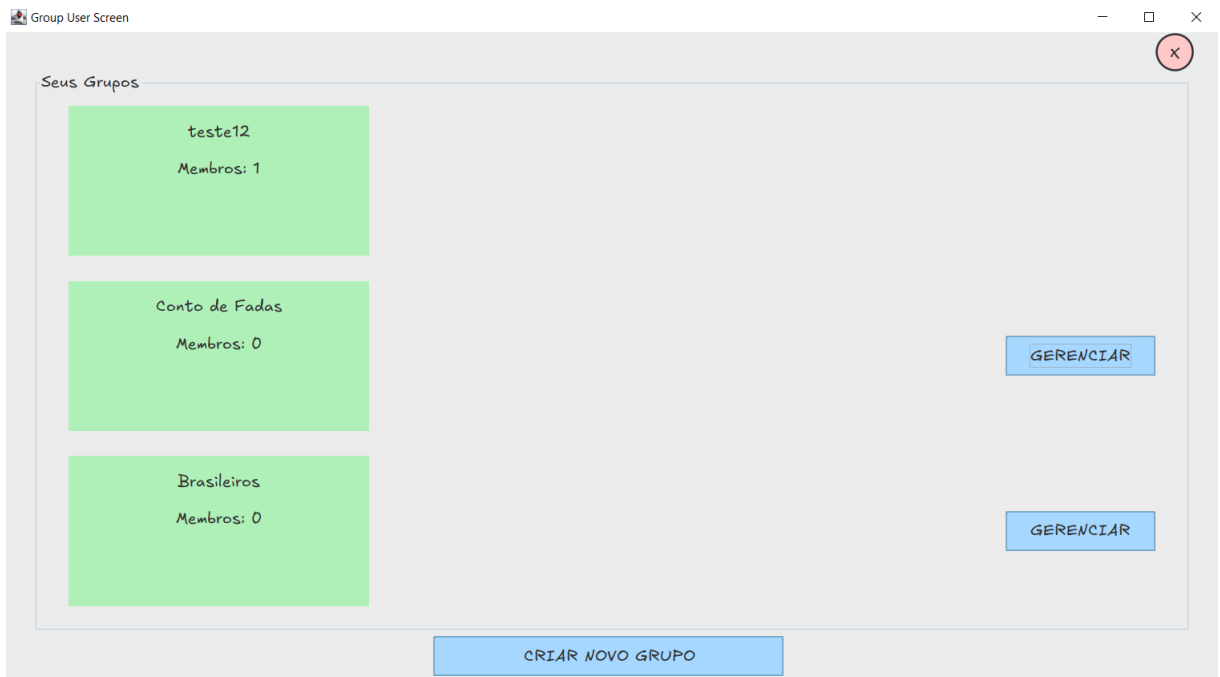 Group User Screen
X
Seus Grupos
teste12
Membros: 1
Conto de Fadas
Membros: 0
GERENCIAR
Brasileiros
Membros: 0
GERENCIAR
CRIAR NOVO GRUPO